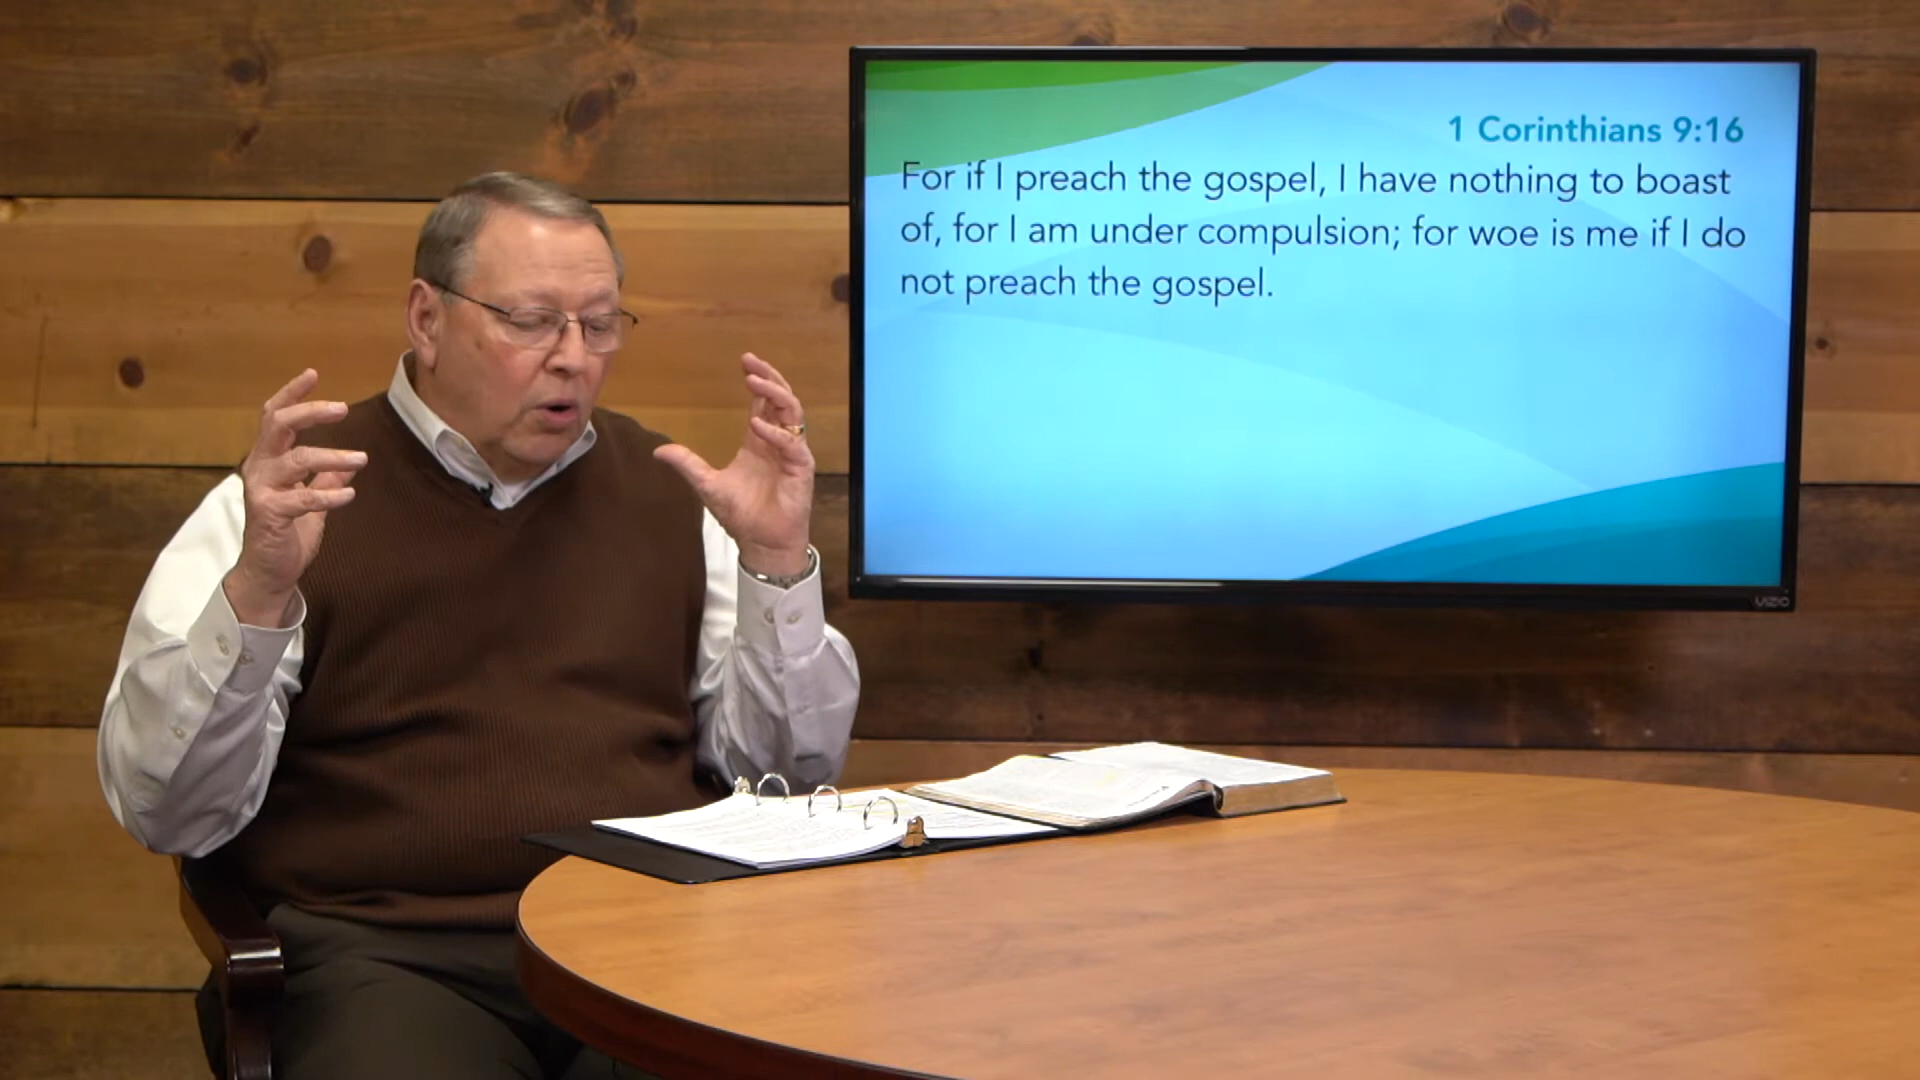 1 Corinthians 9:16
For if I preach the gospel, I have nothing to boast
of, for I am under compulsion; for woe is me if I do
not preach the gospel.
VIZIO